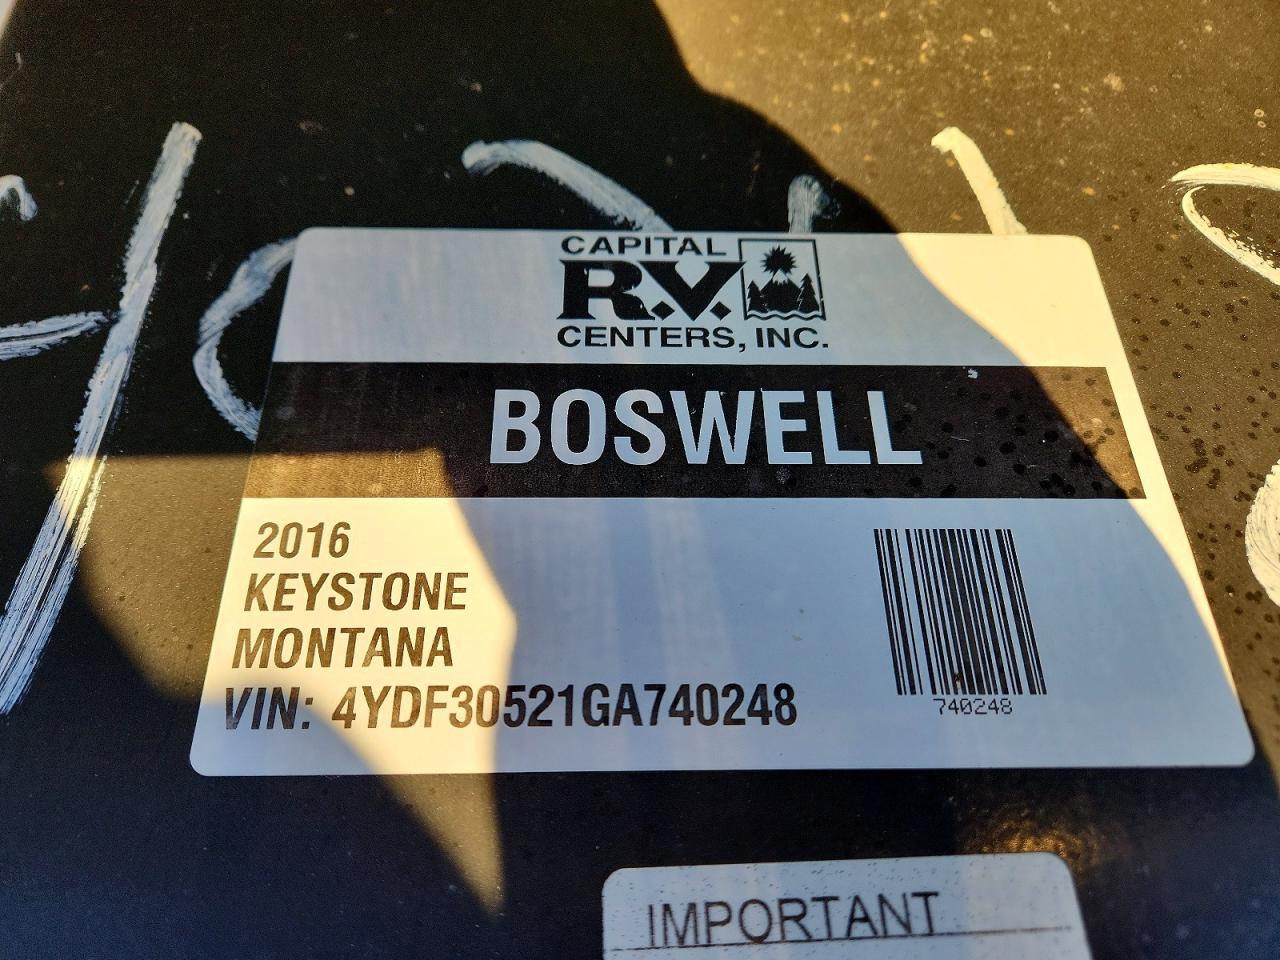 CAPITAL
R.V.
CENTERS, INC.
BOSWELL
2016
KEYSTONE
MONTANA
VIN: 4YDF30521GA740248
740248
IMPORTANT